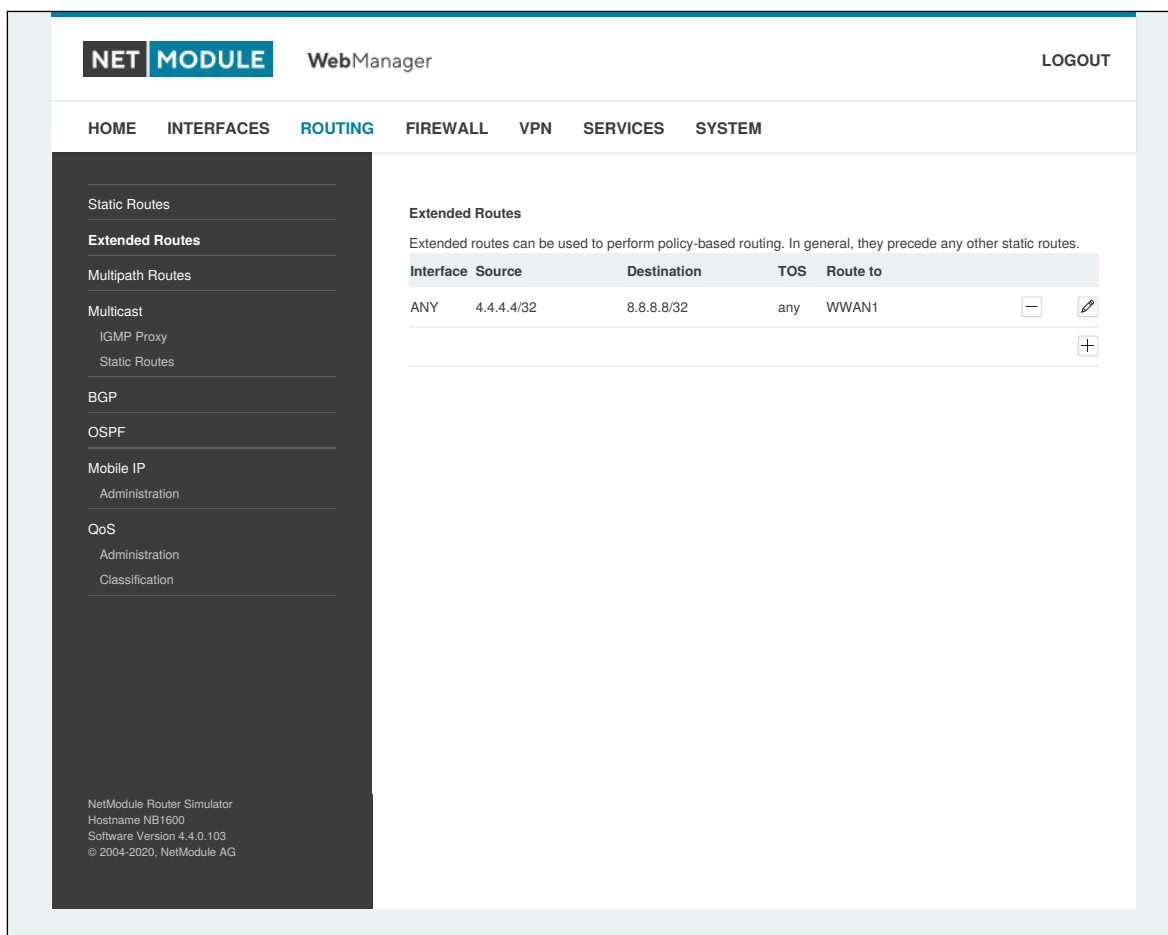 NET MODULE WebManager LOGOUT
HOME INTERFACES ROUTING FIREWALL VPN SERVICES SYSTEM
Static Routes
Extended Routes
Multipath Routes
Multicast
IGMP Proxy
Static Routes
BGP
OSPF
Mobile IP
Administration
QoS
Administration
Classification
NetModule Router Simulator
Hostname NB1600
Software Version 4.4.0.103
© 2004-2020, NetModule AG
Extended Routes
Extended routes can be used to perform policy-based routing. In general, they precede any other static routes.
Interface Source Destination TOS Route to
ANY 4.4.4.4/32 8.8.8.8/32 any WWAN1